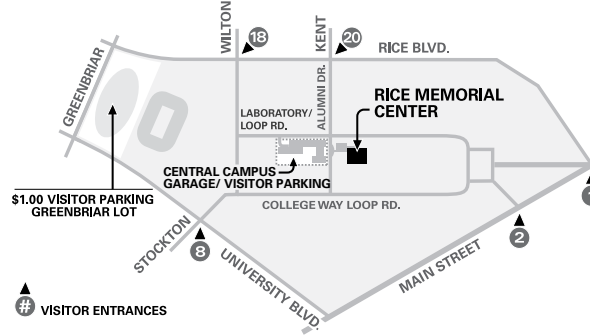 WILTON
18
KENT
20
RICE BLVD.
GREENBRIAR
ALUMNI DR.
RICE MEMORIAL
CENTER
LABORATORY/
LOOP RD.
CENTRAL CAMPUS
GARAGE/ VISITOR PARKING
$1.00 VISITOR PARKING
GREENBRIAR LOT
COLLEGE WAY LOOP RD.
STOCKTON
8
UNIVERSITY BLVD.
MAIN STREET
2
1
# VISITOR ENTRANCES